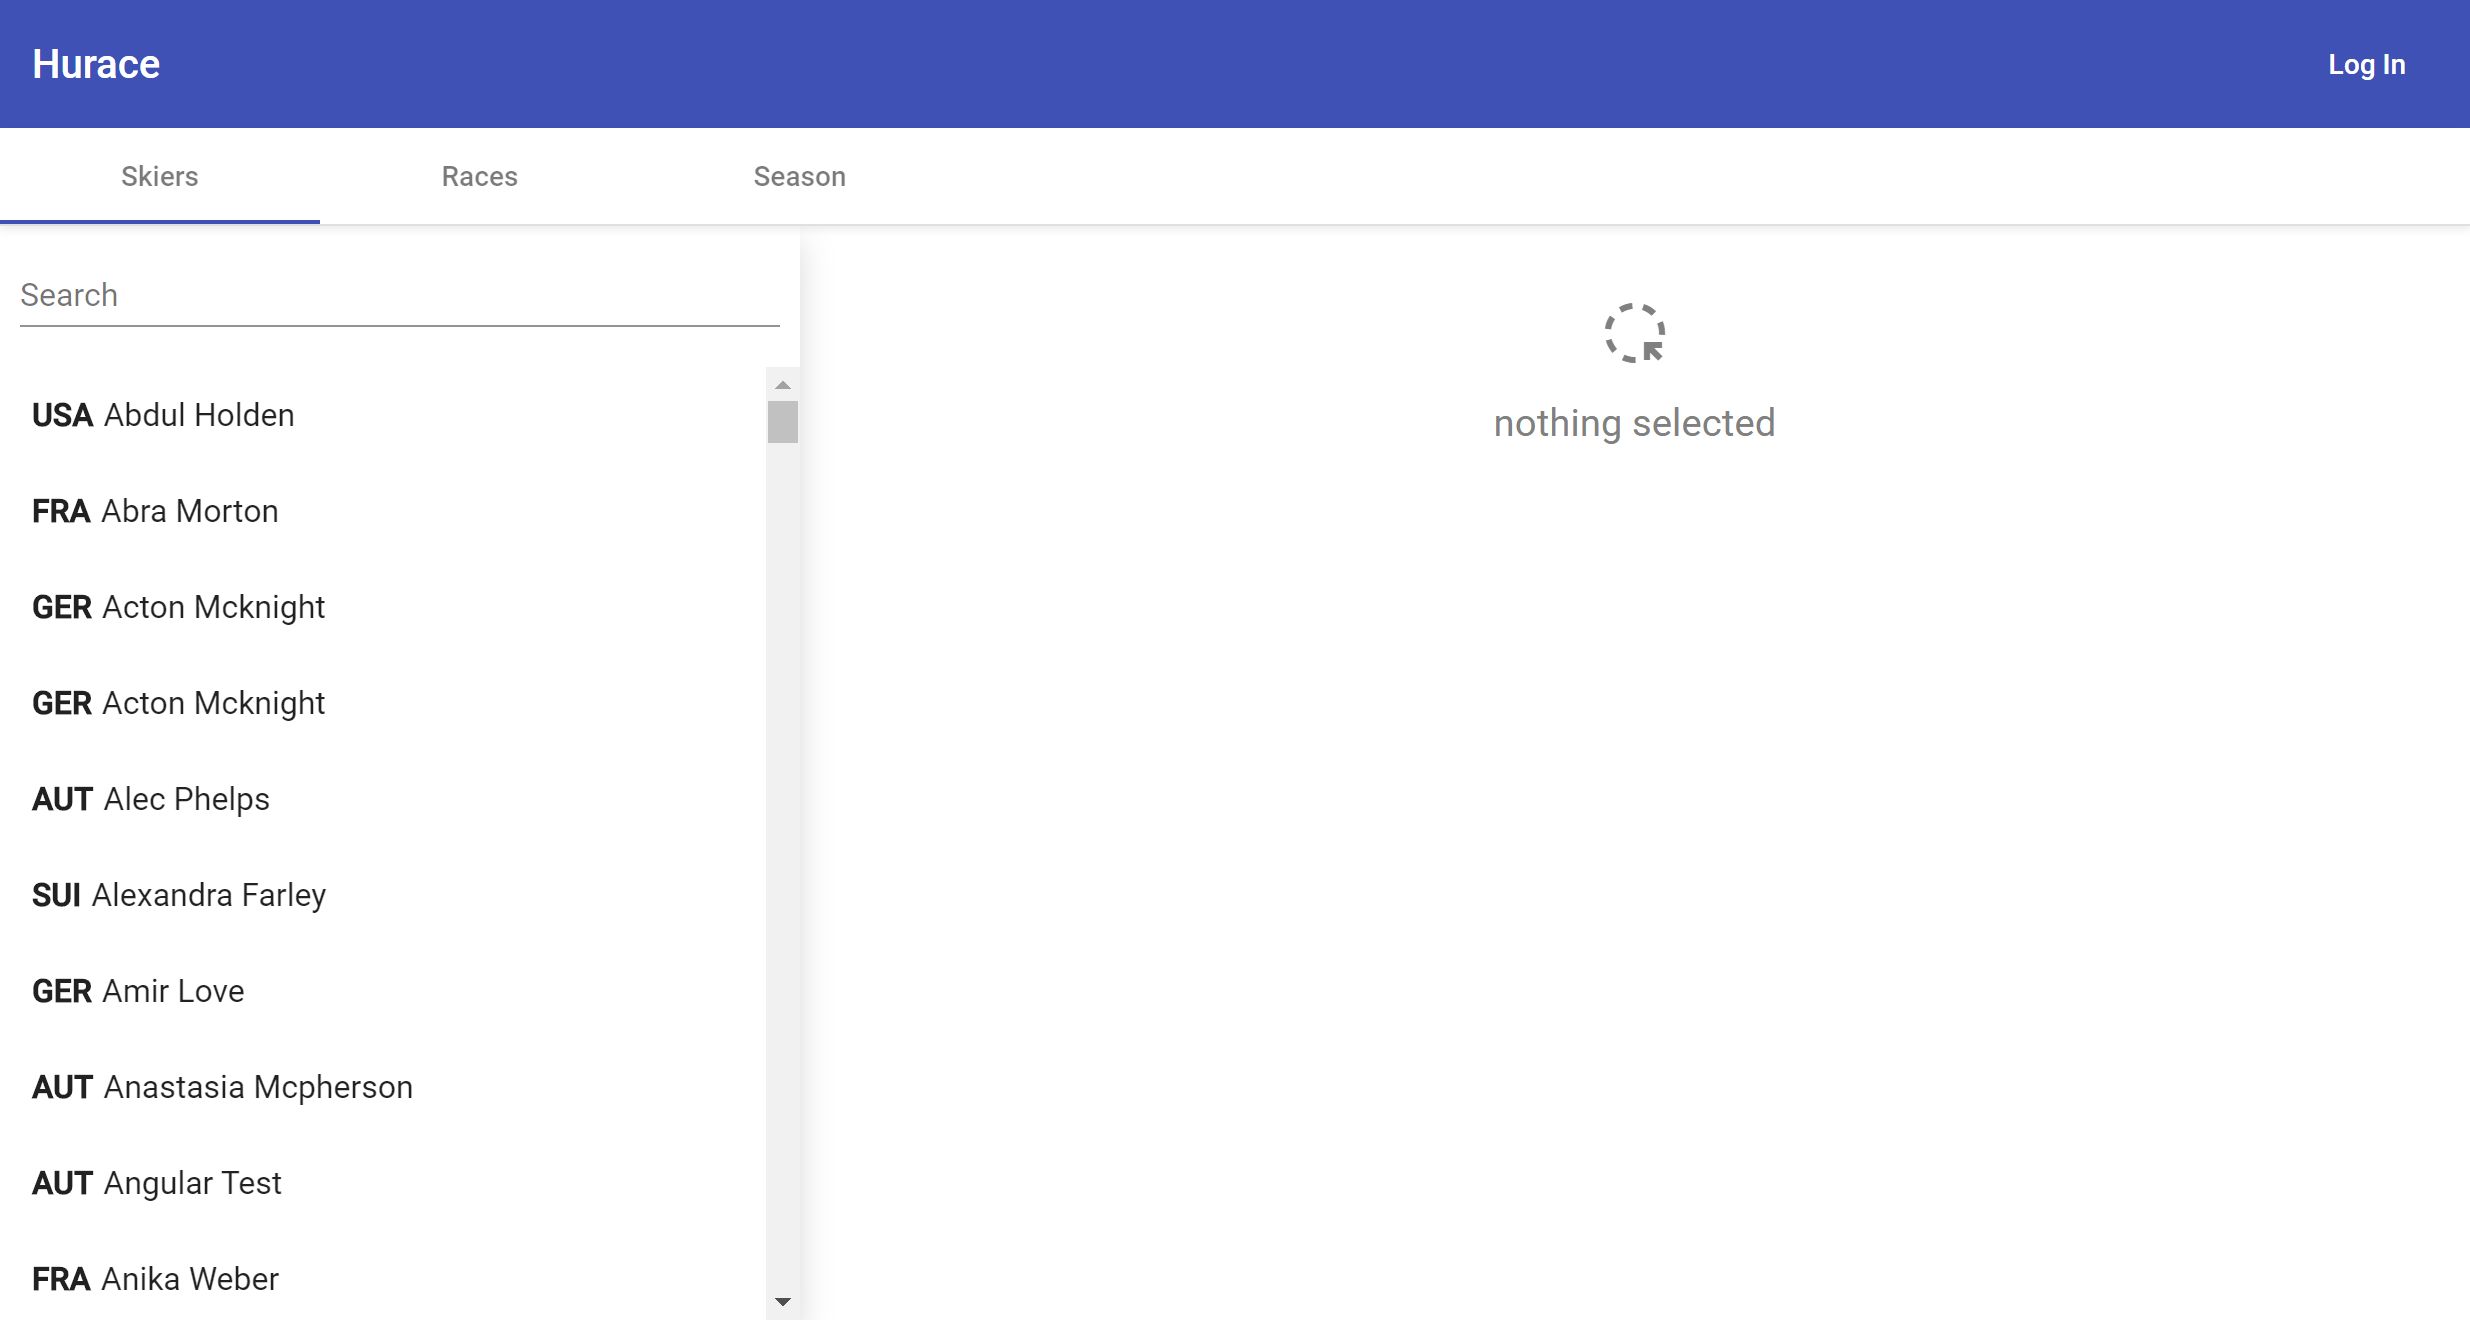 Hurace
Log In
Skiers
Races
Season
Search
USA Abdul Holden
FRA Abra Morton
GER Acton Mcknight
GER Acton Mcknight
AUT Alec Phelps
SUI Alexandra Farley
GER Amir Love
AUT Anastasia Mcpherson
AUT Angular Test
FRA Anika Weber
nothing selected